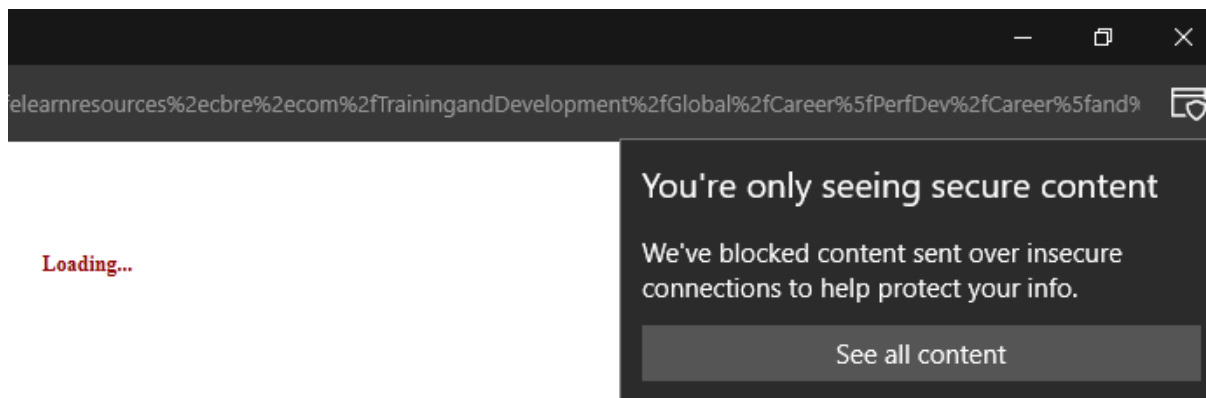 elearnresources%2ecbre%2ecom%2fTrainingandDevelopment%2fGlobal%2fCareer%5fPerfDev%2fCareer%5fand%
You're only seeing secure content
We've blocked content sent over insecure
connections to help protect your info.
Loading...
See all content